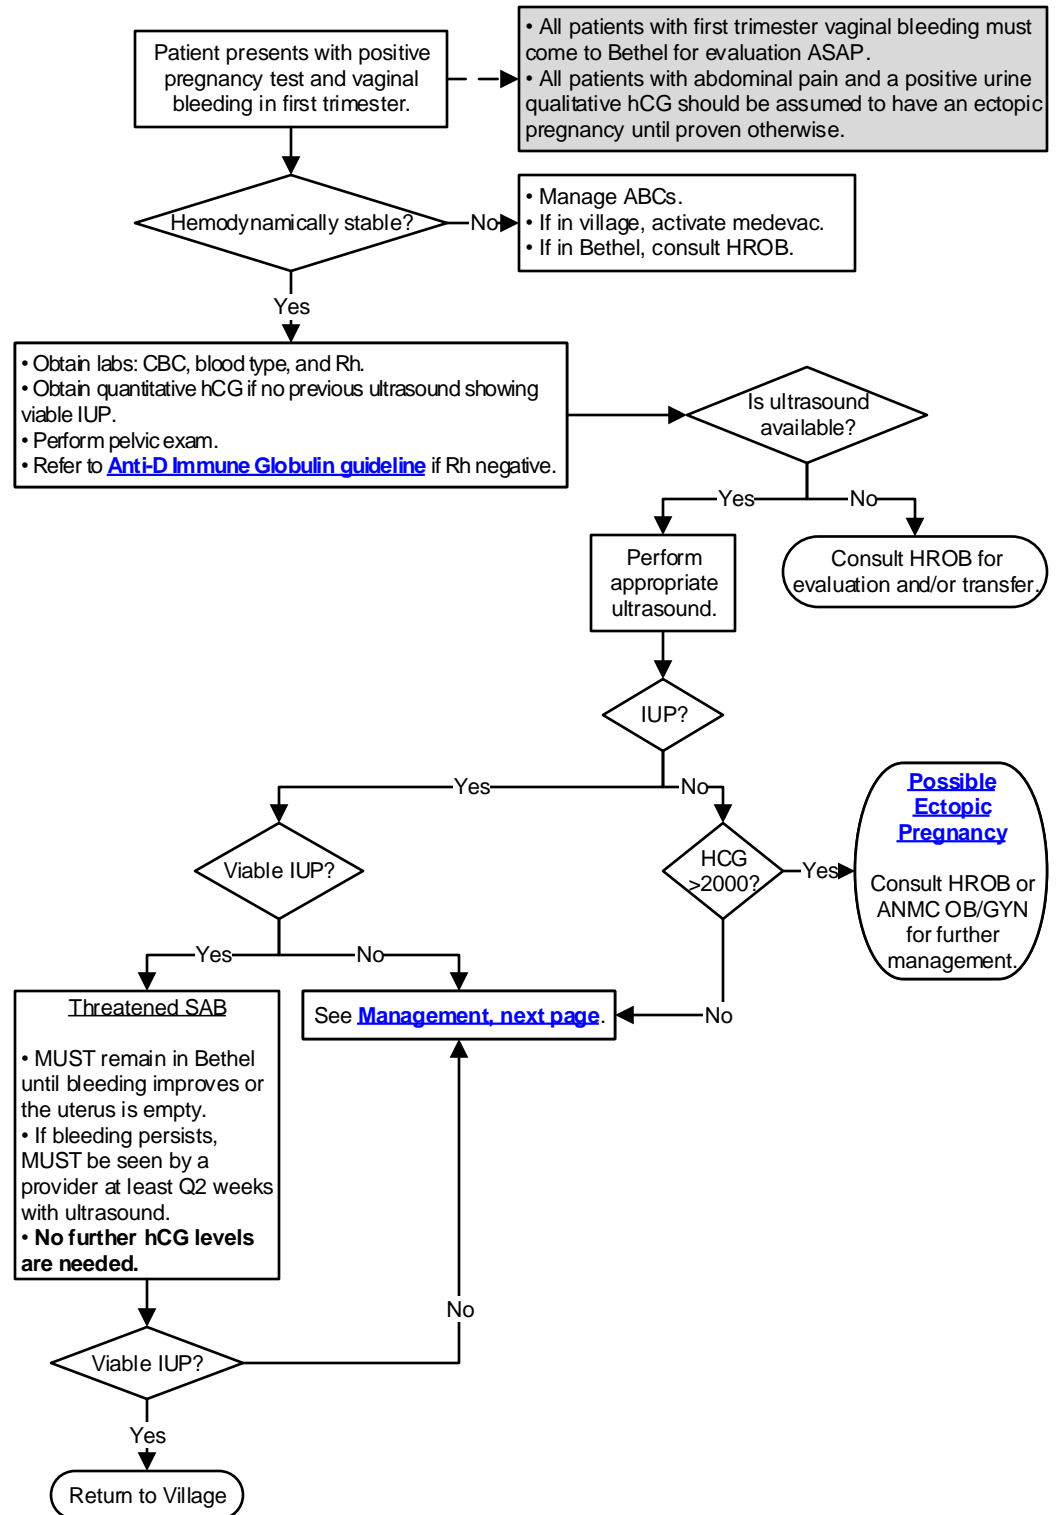 Patient presents with positive
pregnancy test and vaginal
bleeding in first trimester.
• All patients with first trimester vaginal bleeding must
come to Bethel for evaluation ASAP.
• All patients with abdominal pain and a positive urine
qualitative hCG should be assumed to have an ectopic
pregnancy until proven otherwise.
Hemodynamically stable?
No
• Manage ABCs.
• If in village, activate medevac.
• If in Bethel, consult HROB.
Yes
• Obtain labs: CBC, blood type, and Rh.
• Obtain quantitative hCG if no previous ultrasound showing
viable IUP.
• Perform pelvic exam.
• Refer to Anti-D Immune Globulin guideline if Rh negative.
Is ultrasound
available?
Yes
No
Perform
appropriate
ultrasound.
Consult HROB for
evaluation and/or transfer.
IUP?
Yes
No
Viable IUP?
HCG
>2000?
Yes
Possible
Ectopic
Pregnancy
Consult HROB or
ANMC OB/GYN
for further
management.
Yes
No
No
Threatened SAB
• MUST remain in Bethel
until bleeding improves or
the uterus is empty.
• If bleeding persists,
MUST be seen by a
provider at least Q2 weeks
with ultrasound.
• No further hCG levels
are needed.
See Management, next page.
No
Viable IUP?
Yes
Return to Village